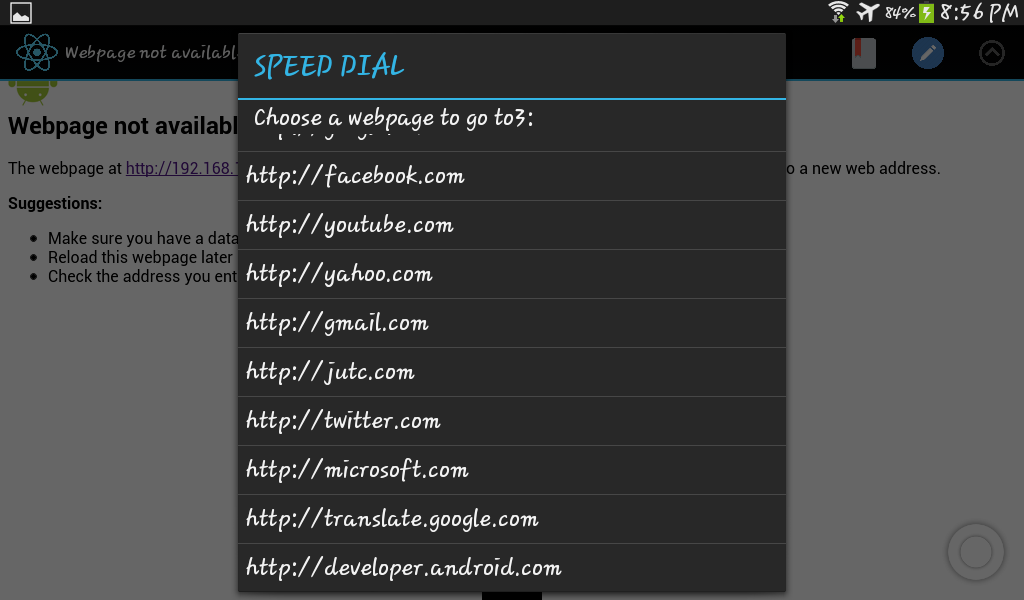 84% 8:56 PM
Webpage not availabl
SPEED DIAL
Choose a webpage to go to3:
http://facebook.com
http://youtube.com
http://yahoo.com
http://gmail.com
http://jutc.com
http://twitter.com
http://microsoft.com
http://translate.google.com
http://developer.android.com
Webpage not availabl
The webpage at http://192.168. o a new web address.
Suggestions:
Make sure you have a data
Reload this webpage later
Check the address you ent